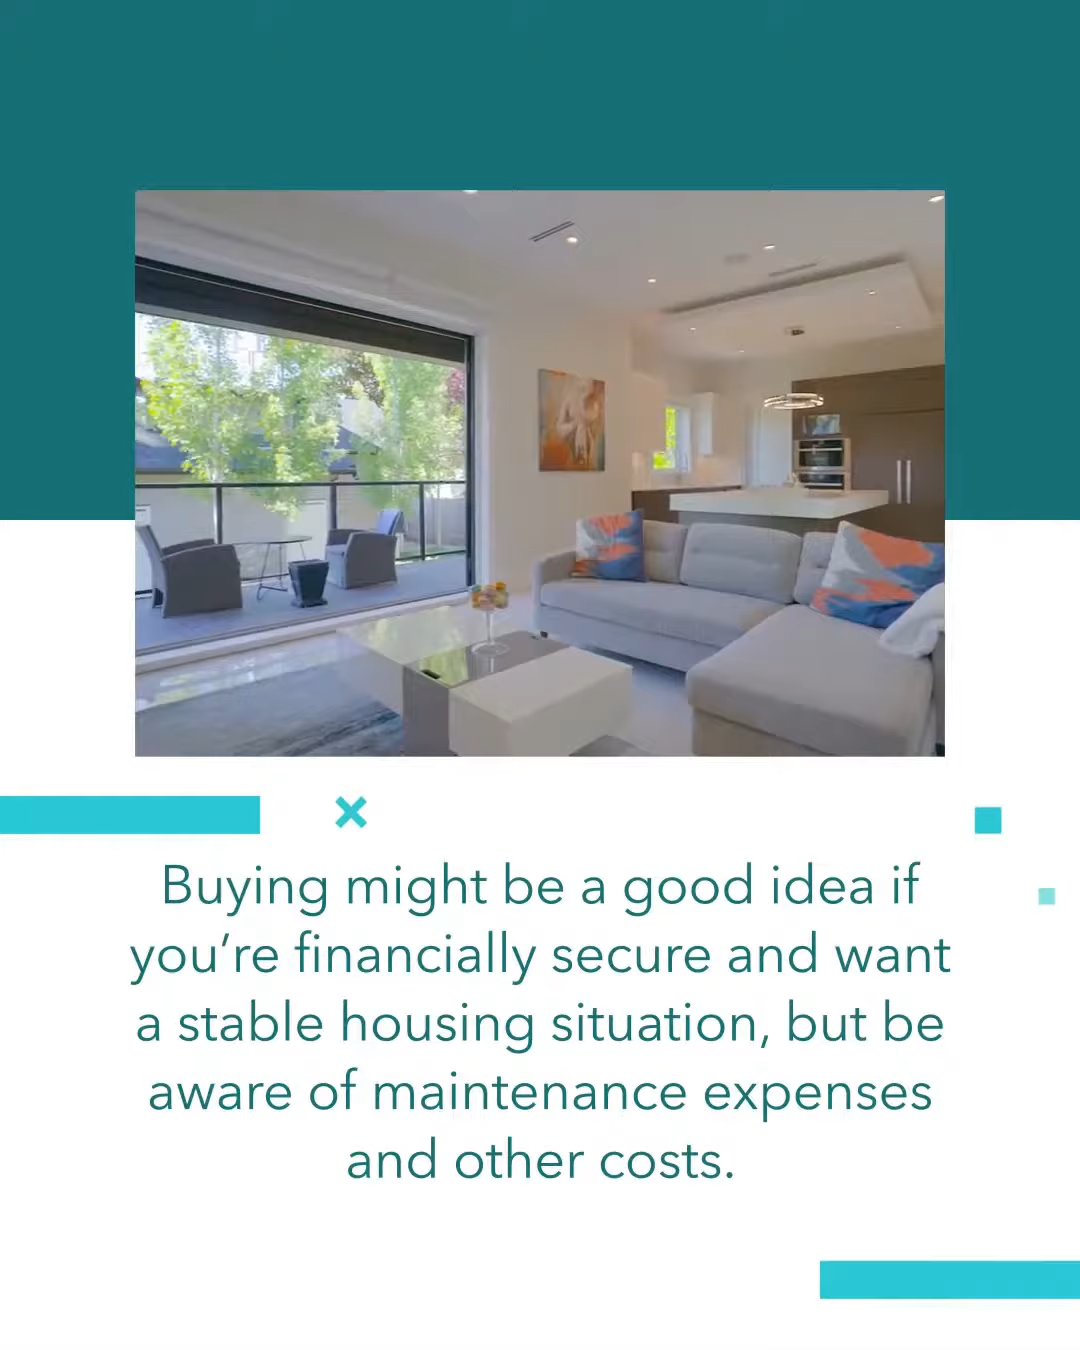 Buying might be a good idea if
you’re financially secure and want
a stable housing situation, but be
aware of maintenance expenses
and other costs.